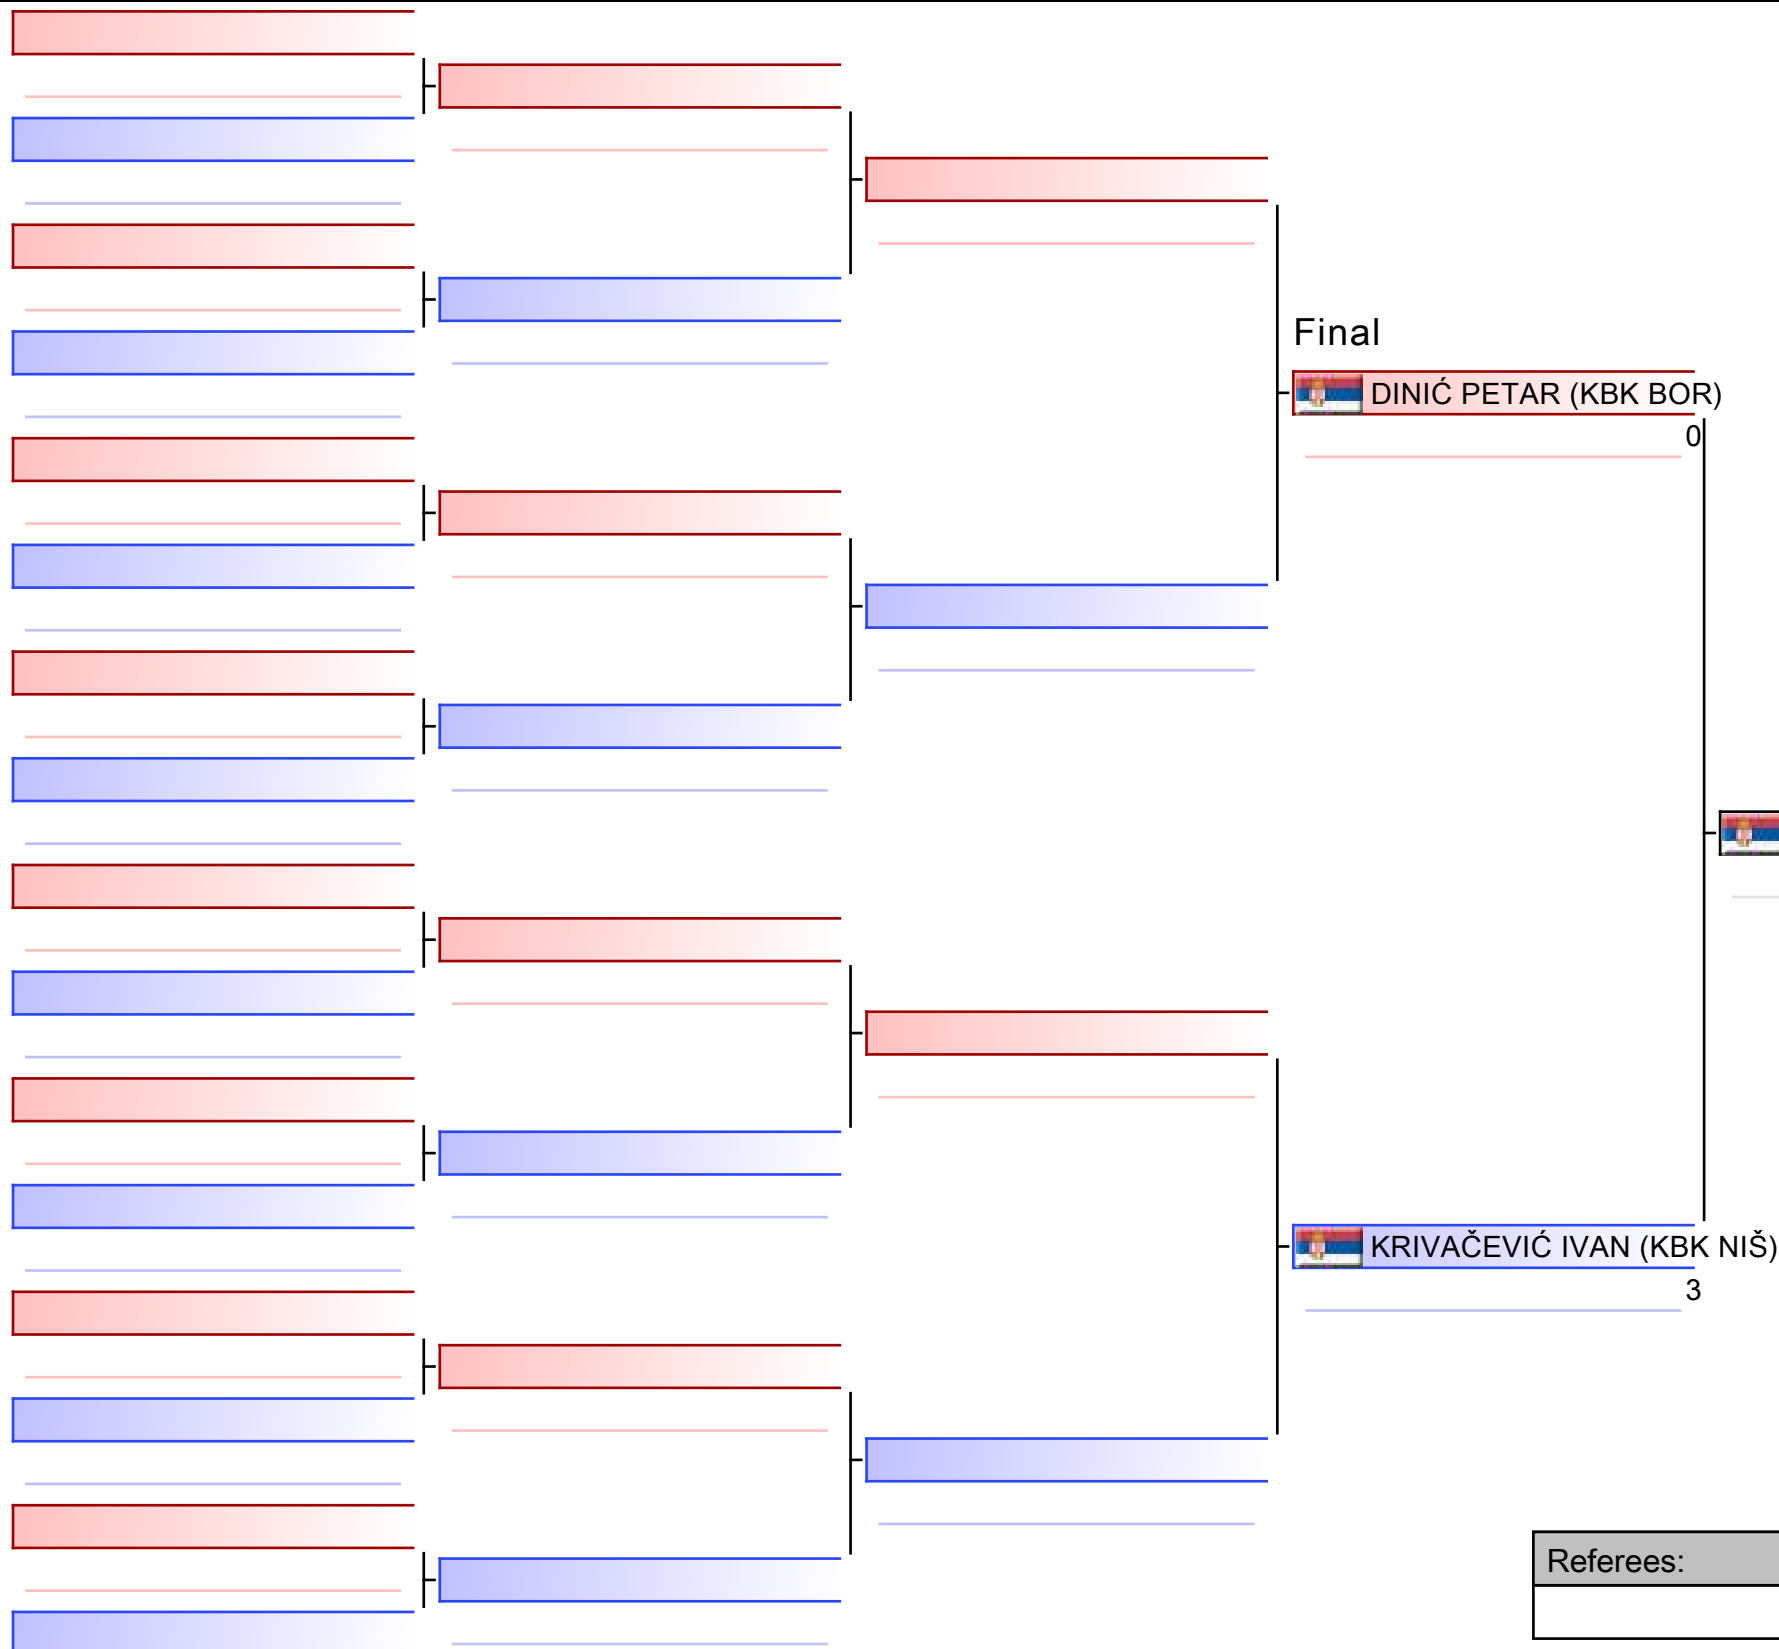 Final
DINIĆ PETAR (KBK BOR)
0
KRIVAČEVIĆ IVAN (KBK NIŠ)
3
Referees: